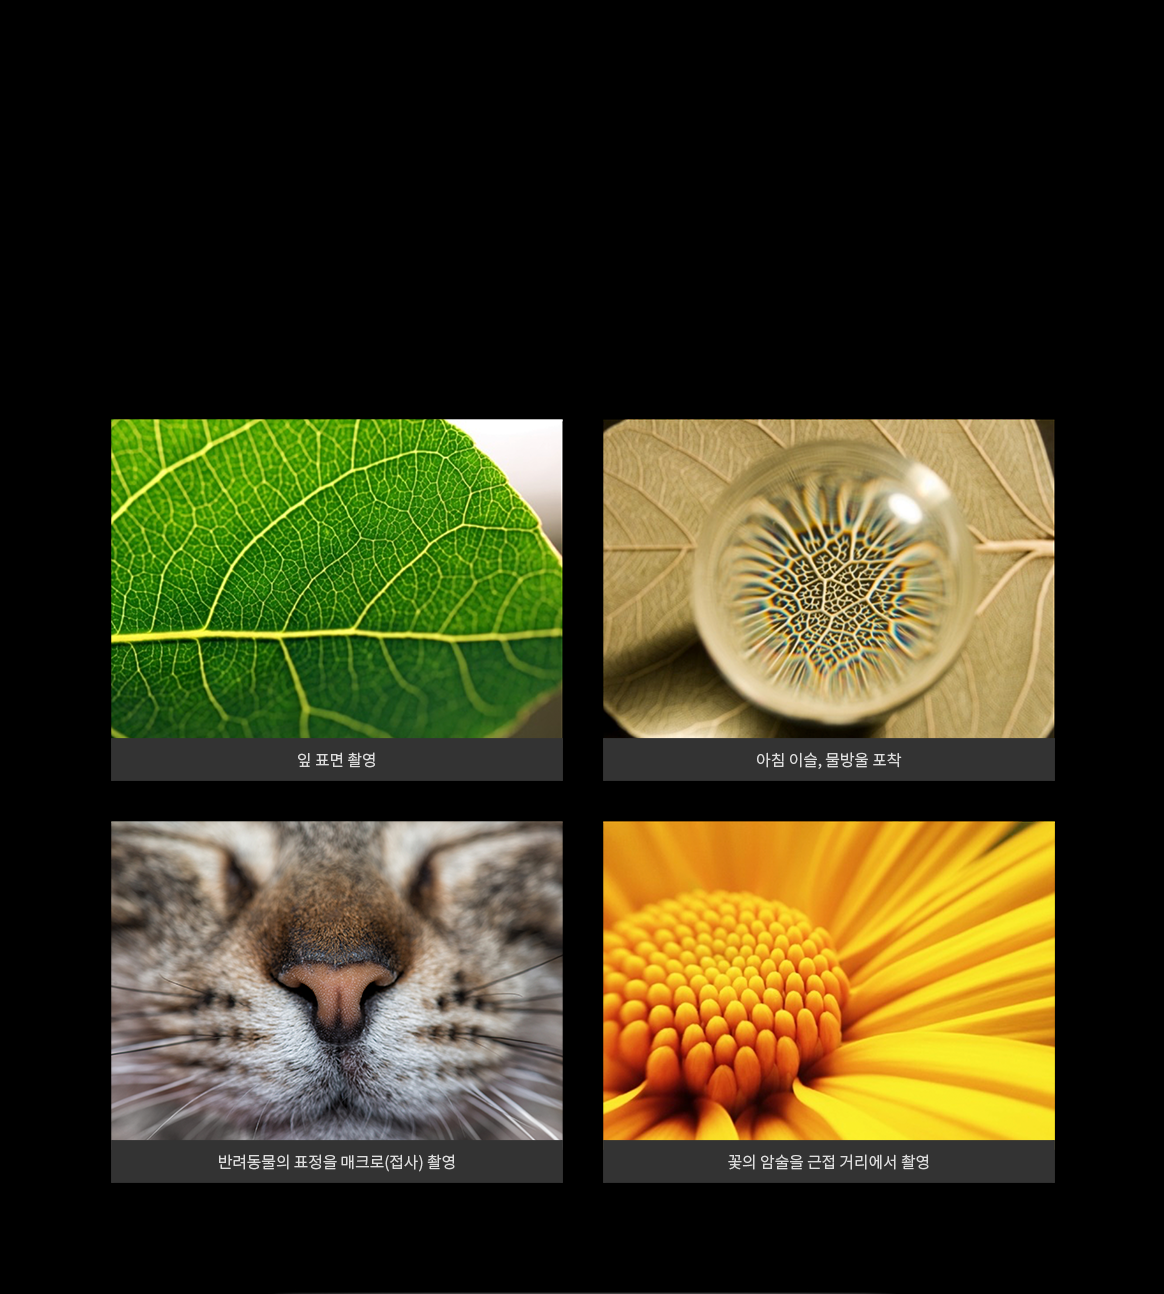 잎 표면 촬영
아침 이슬, 물방울 포착
반려동물의 표정을 매크로(접사) 촬영
꽃의 암술을 근접 거리에서 촬영